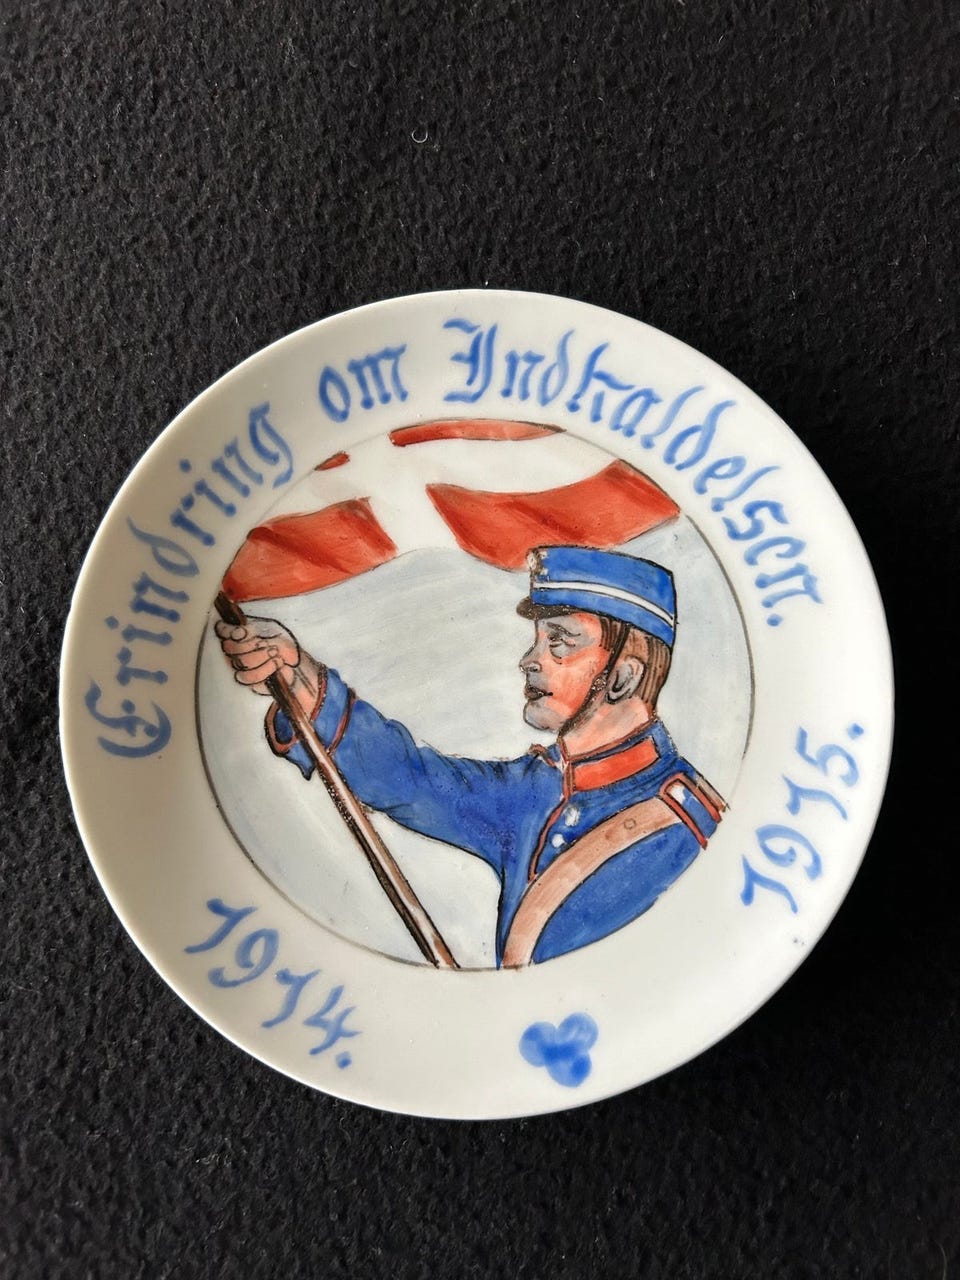 Erindring om Indkaldelsen.
1914.
1915.